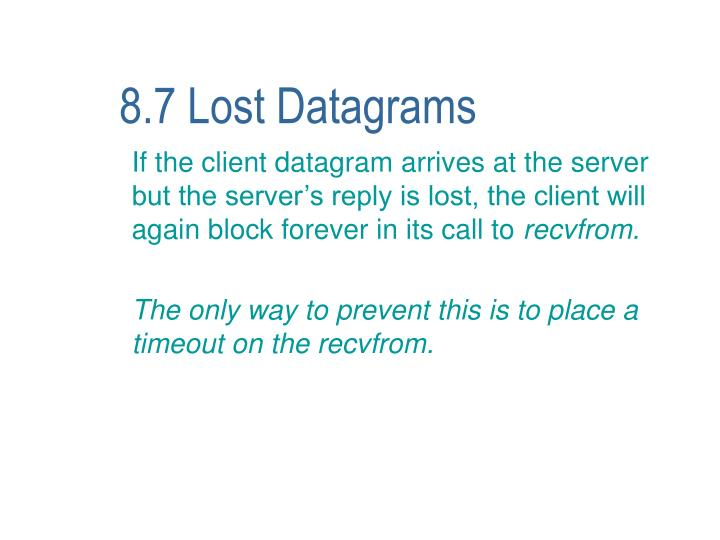 8.7 Lost Datagrams
If the client datagram arrives at the server
but the server’s reply is lost, the client will
again block forever in its call to recvfrom.
The only way to prevent this is to place a
timeout on the recvfrom.